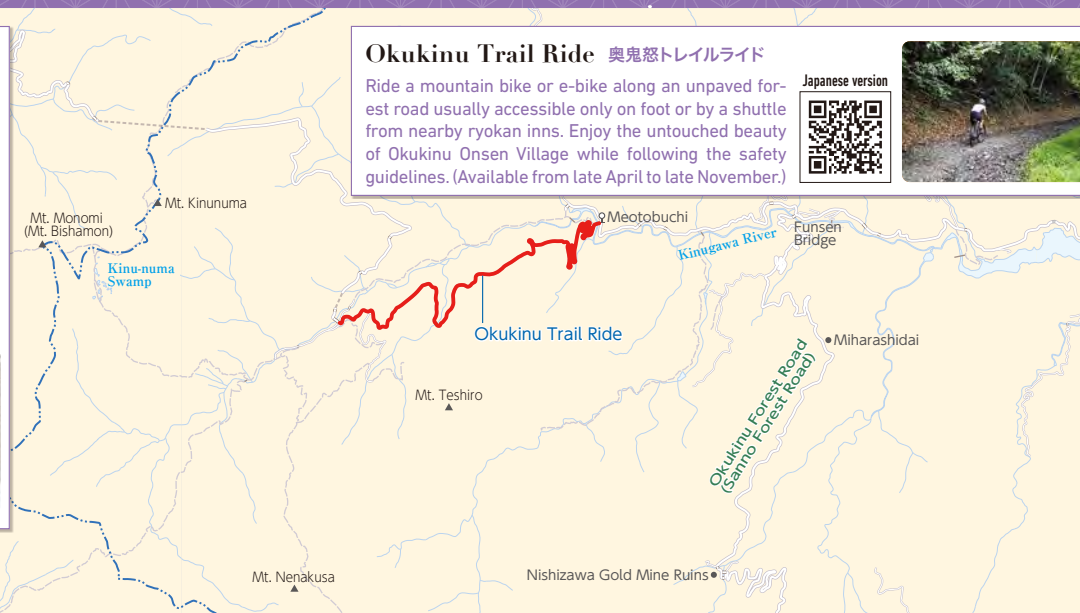 Okukinu Trail Ride 奥鬼怒トレイルライド
Ride a mountain bike or e-bike along an unpaved for-
est road usually accessible only on foot or by a shuttle
from nearby ryokan inns. Enjoy the untouched beauty
of Okukinu Onsen Village while following the safety
guidelines. (Available from late April to late November.)
Japanese version
Mt. Kinunuma
Mt. Monomi
(Mt. Bishamon)
Kinu-numa
Swamp
Meotobuchi
Kinugawa River
Funsen
Bridge
Okukinu Trail Ride
Miharashidai
Okukinu Forest Road
(Sanno Forest Road)
Mt. Teshiro
Mt. Nenakusa
Nishizawa Gold Mine Ruins